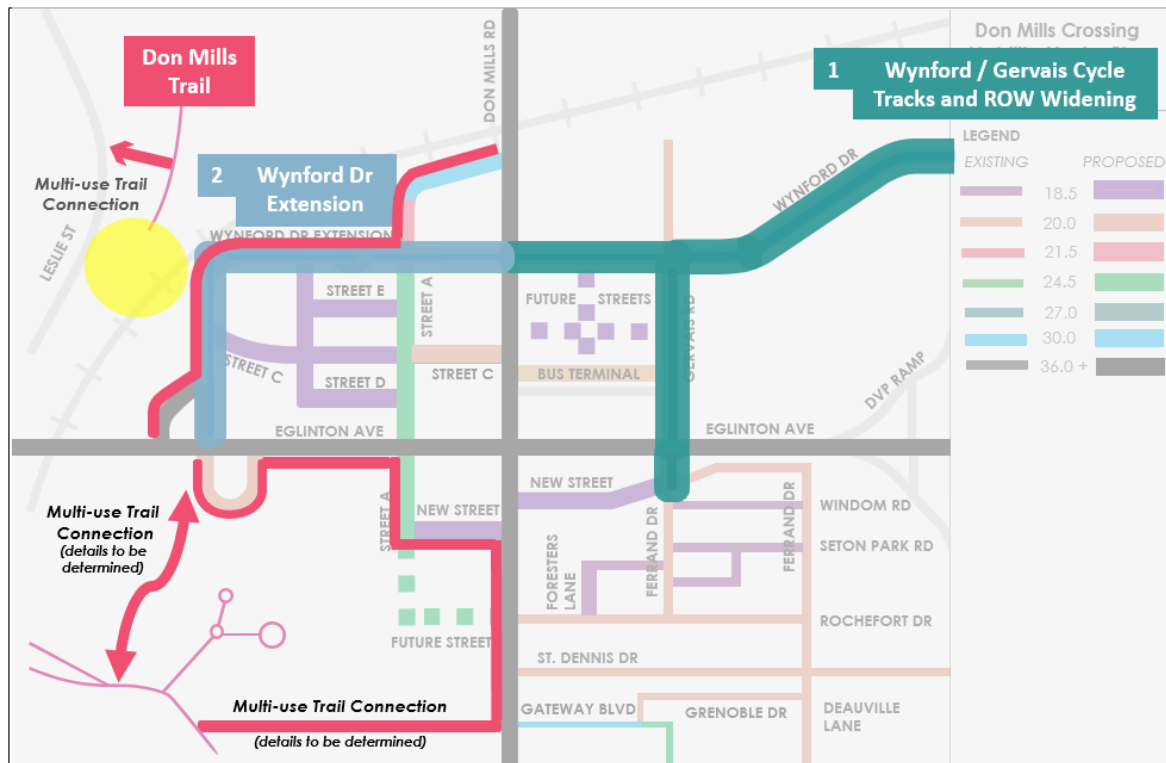 Don Mills Crossing
1 Wynford / Gervais Cycle
Tracks and ROW Widening
LEGEND
EXISTING PROPOSED
18.5
20.0
21.5
24.5
27.0
30.0
36.0 +
Don Mills
Trail
DON MILLS RD
Multi-use Trail
Connection
2 Wynford Dr
Extension
WYNFORD DR
WYNFORD DR EXTENSION
LESLIE ST
STREET E
STREET A
FUTURE STREETS
GERVAIS RD
STREET C
STREET C
STREET D
BUS TERMINAL
DVP RAMP
EGLINTON AVE
EGLINTON AVE
Multi-use Trail
Connection
(details to be
determined)
STREET A
NEW STREET
NEW STREET
FERRAND DR
FERRAND DR
WINDOM RD
SETON PARK RD
FORESTERS
LANE
ROCHEFORT DR
FUTURE STREET
ST. DENNIS DR
Multi-use Trail Connection
(details to be determined)
GATEWAY BLVD
GRENOBLE DR
DEAUVILLE
LANE